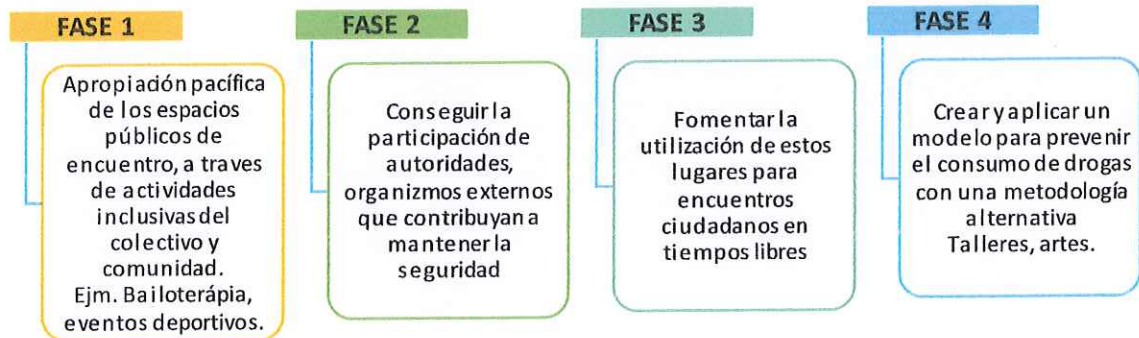 FASE 1
Apropiación pacífica
de los espacios
públicos de
encuentro, a traves
de actividades
inclusivas del
colectivo y
comunidad.
Ejm. Bailoterápia,
eventos deportivos.
FASE 2
Conseguir la
participación de
autoridades,
organizmos externos
que contribuyan a
mantener la
seguridad
FASE 3
Fomentar la
utilización de estos
lugares para
encuentros
ciudadanos en
tiempos libres
FASE 4
Crear y aplicar un
modelo para prevenir
el consumo de drogas
con una metodología
alternativa
Talleres, artes.